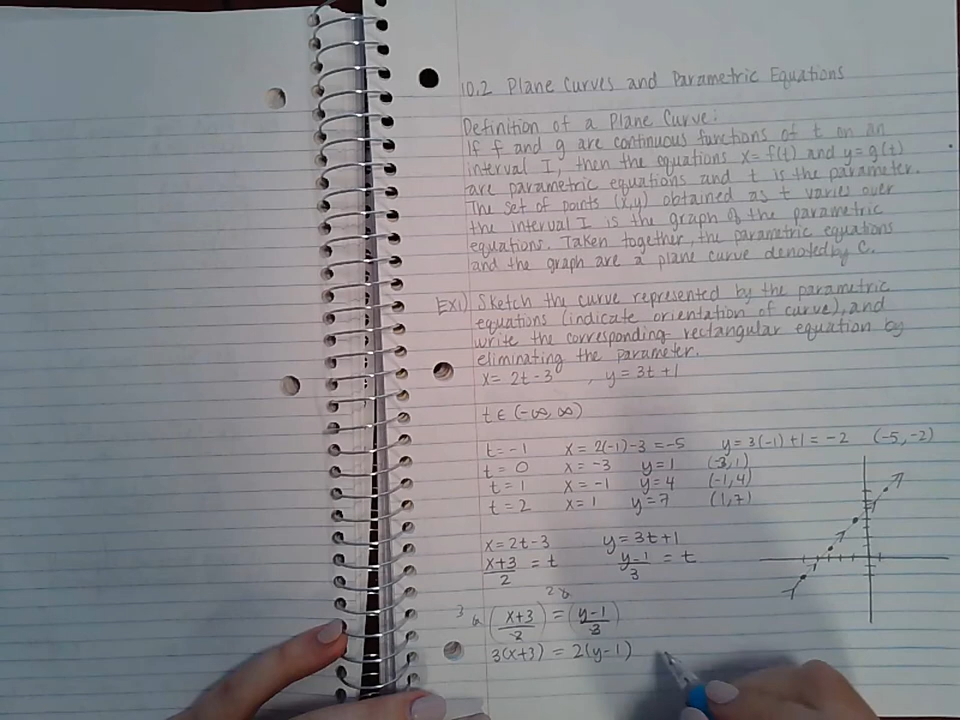 10.2 Plane Curves and Parametric Equations
Definition of a Plane Curve:
If f and g are continuous functions of t on an
interval I, then the equations x = f(t) and y = g(t)
are parametric equations and t is the parameter.
The set of points (x,y) obtained as t varies over
the interval I is the graph of the parametric
equations. Taken together, the parametric equations
and the graph are a plane curve denoted by C.
EX1) Sketch the curve represented by the parametric
equations (indicate orientation of curve), and
write the corresponding rectangular equation by
eliminating the parameter.
x = 2t-3 , y = 3t+1
t ∈ (-∞, ∞)
t = -1 x = 2(-1)-3 = -5 y = 3(-1)+1 = -2 (-5,-2)
t = 0 x = -3 y = 1 (-3,1)
t = 1 x = -1 y = 4 (-1,4)
t = 2 x = 1 y = 7 (1,7)
x = 2t-3 y = 3t+1
x+3/2 = t y-1/3 = t
3 6 (x+3/2) = 2 6 (y-1/3)
3(x+3) = 2(y-1)